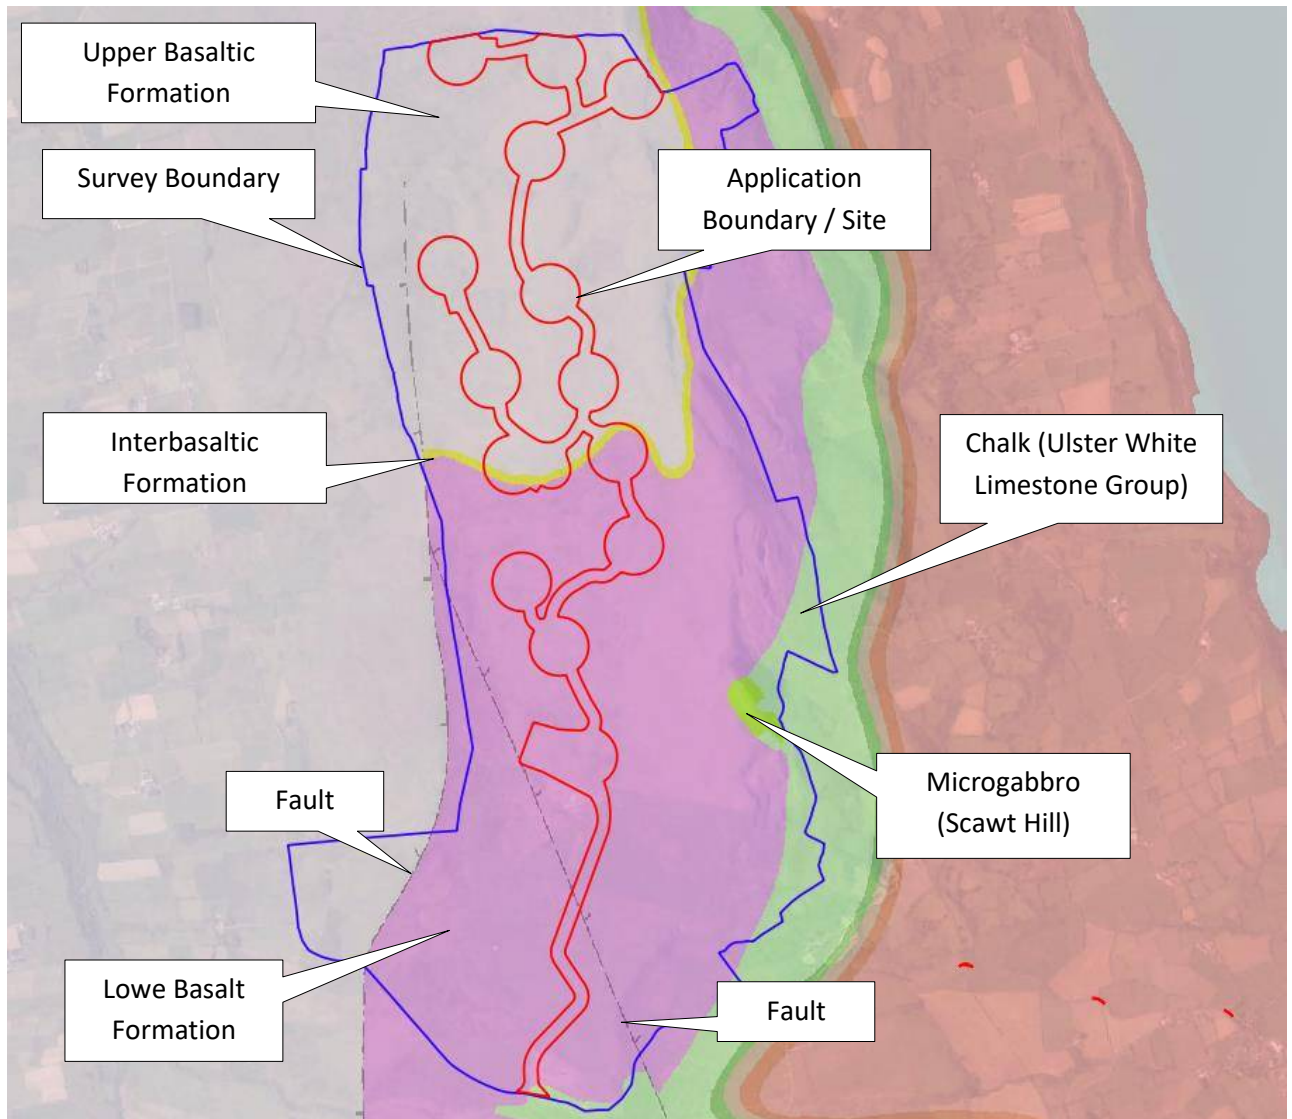 Upper Basaltic
Formation
Survey Boundary
Application
Boundary / Site
Interbasaltic
Formation
Chalk (Ulster White
Limestone Group)
Fault
Microgabbro
(Scawt Hill)
Lowe Basalt
Formation
Fault